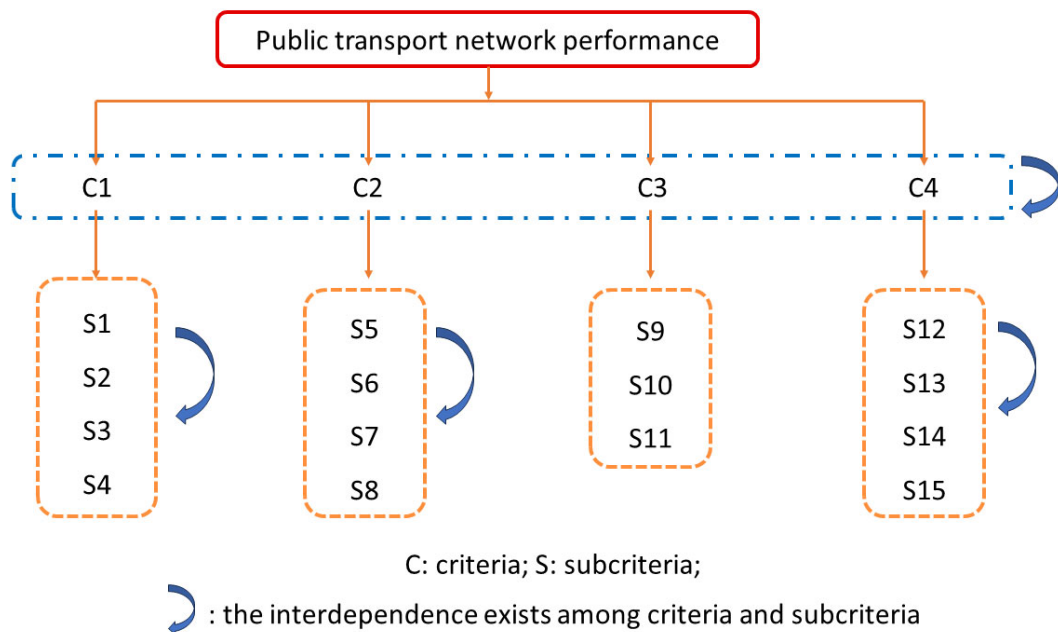 Public transport network performance
C1 C2 C3 C4
S1 S5 S9 S12
S2 S6 S10 S13
S3 S7 S11 S14
S4 S8 S15
C: criteria; S: subcriteria;
: the interdependence exists among criteria and subcriteria